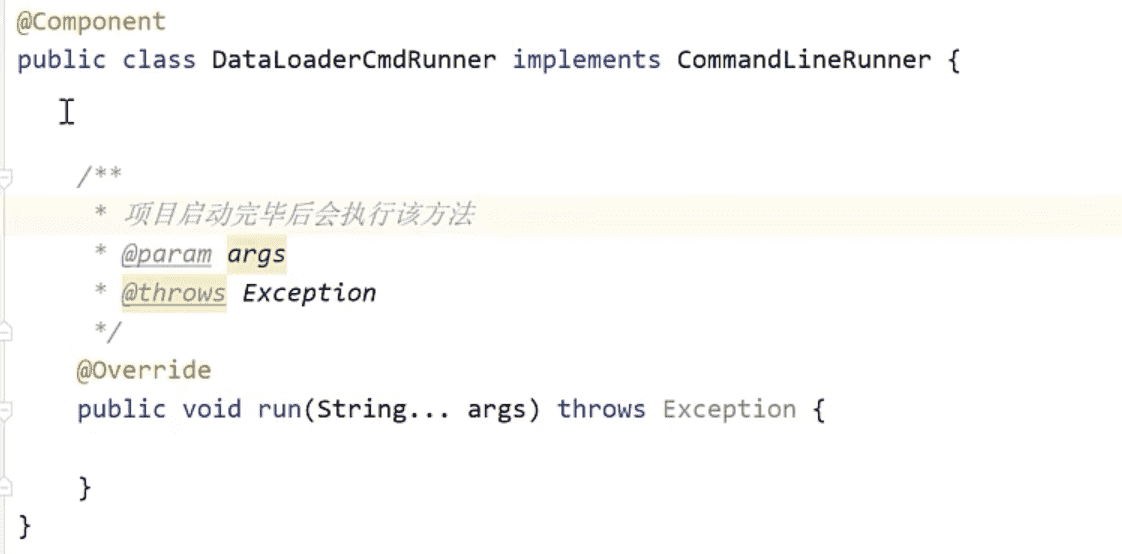 @Component
public class DataLoaderCmdRunner implements CommandLineRunner {
/**
* 项目启动完毕后会执行该方法
* @param args
* @throws Exception
*/
@Override
public void run(String... args) throws Exception {
}
}